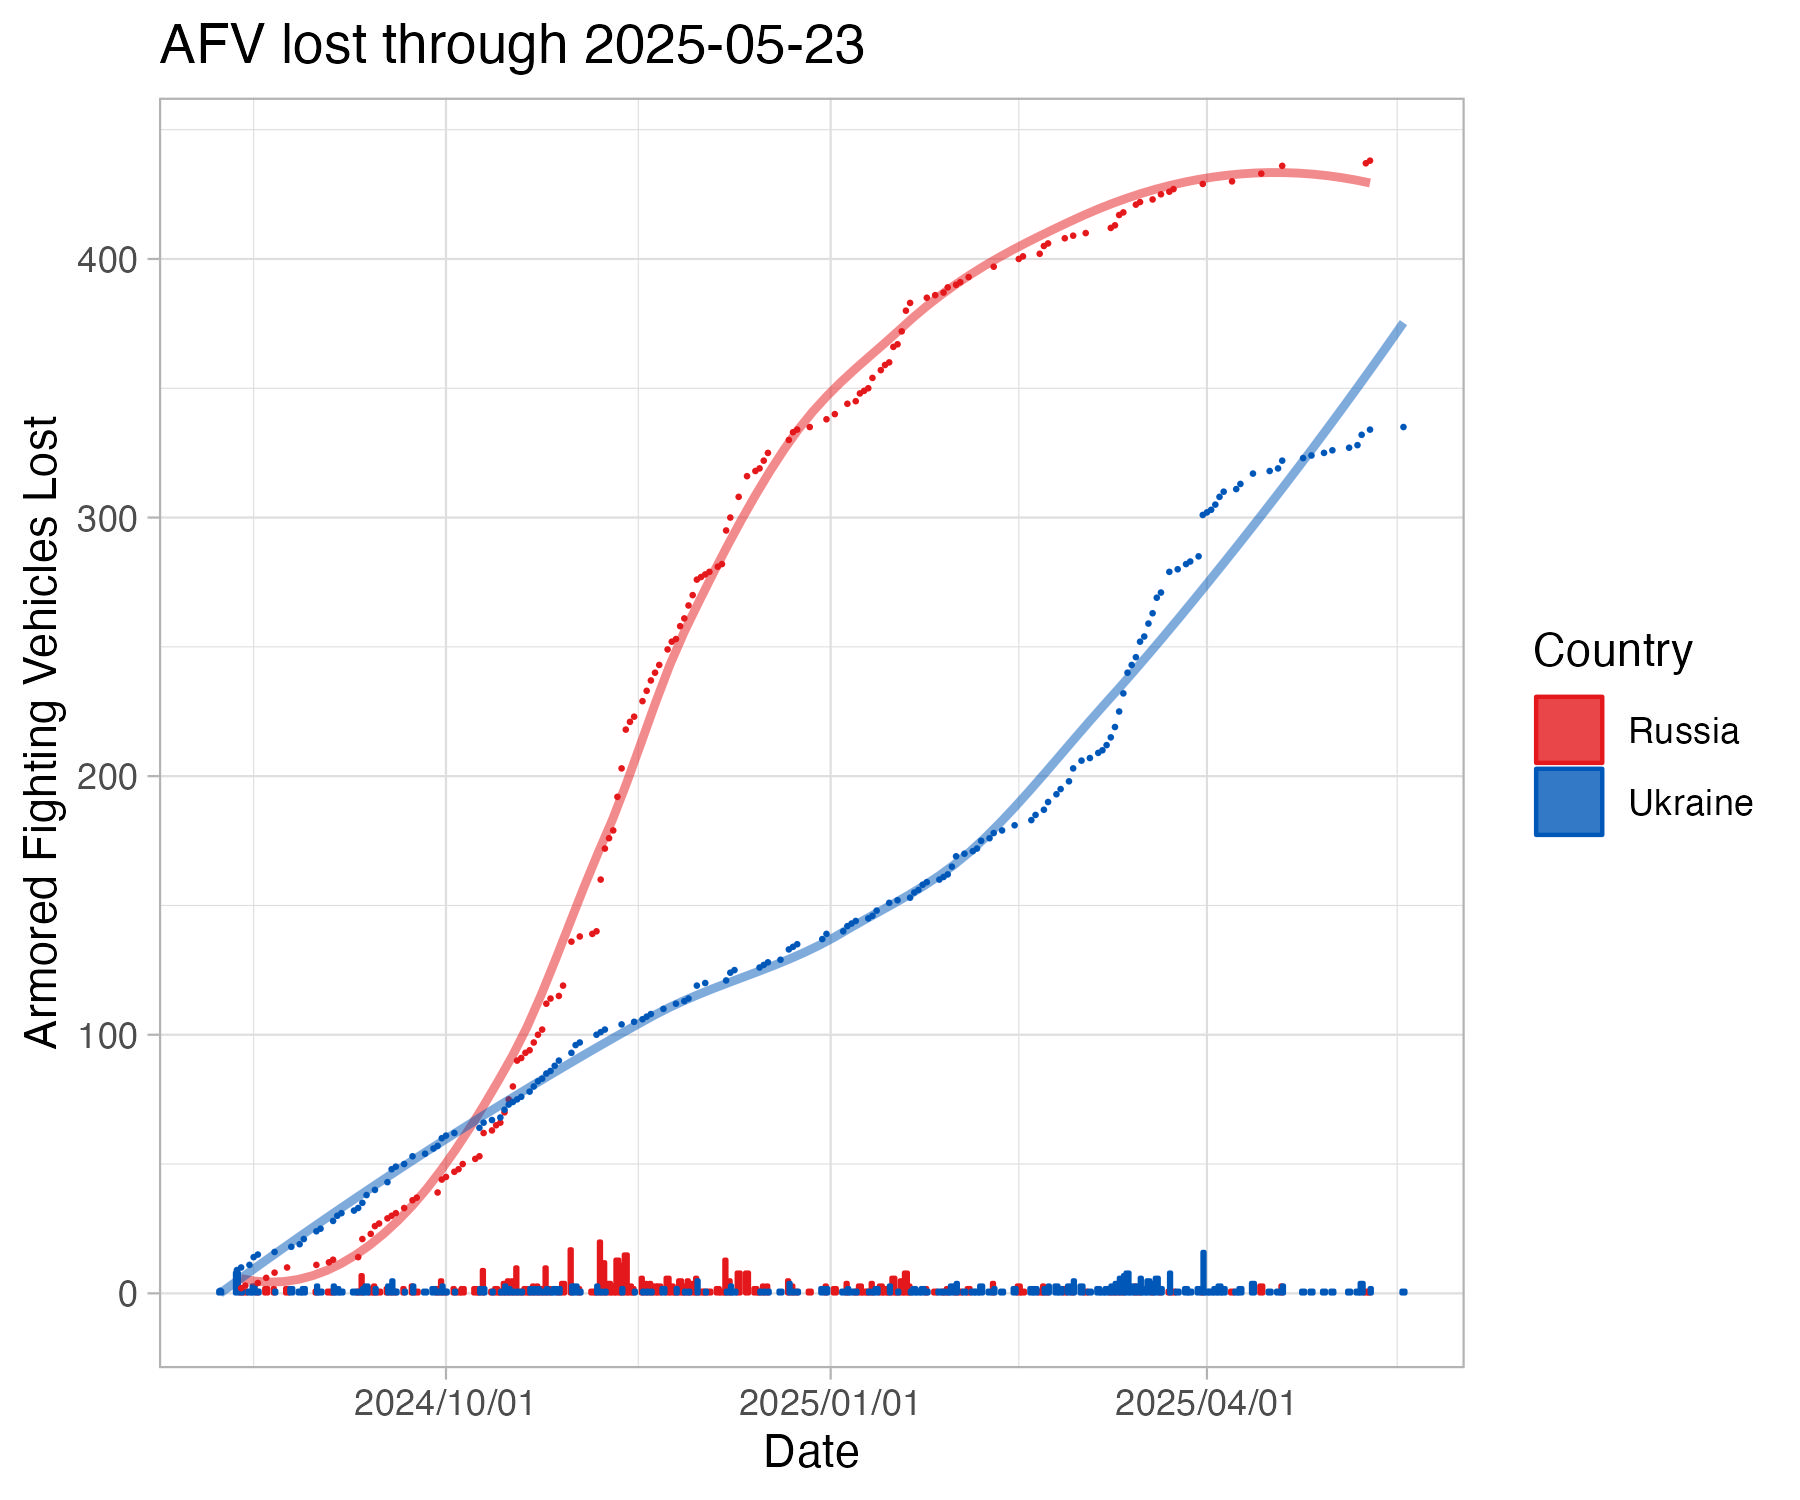 AFV lost through 2025-05-23
Armored Fighting Vehicles Lost
400
300
200
100
0
2024/10/01
2025/01/01
2025/04/01
Date
Country
Russia
Ukraine